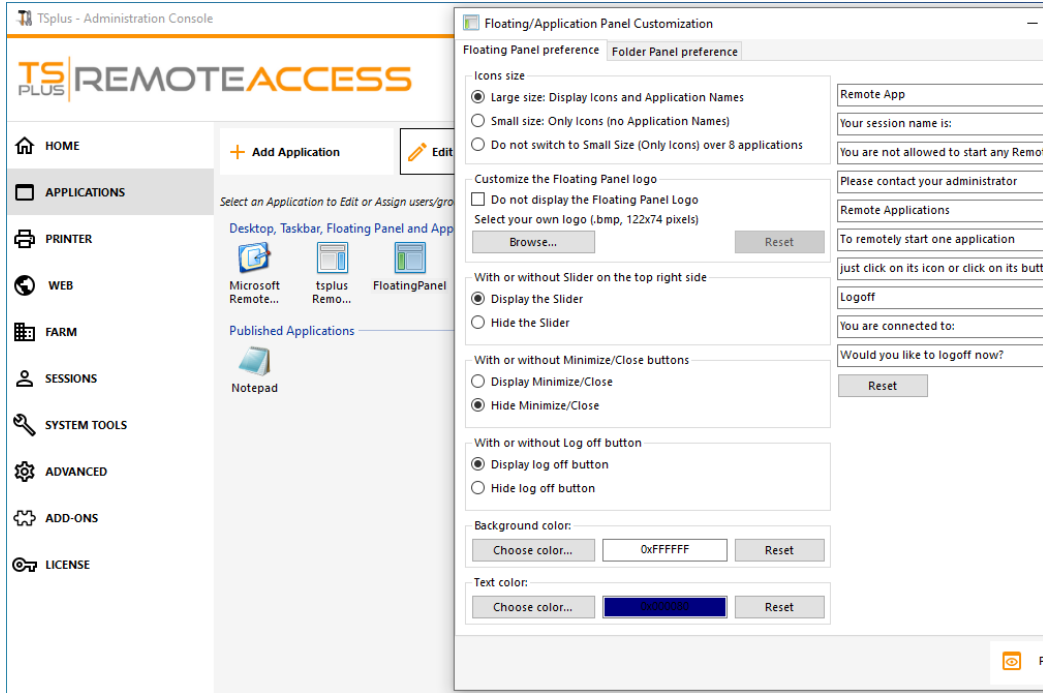 TSplus - Administration Console
TS PLUS REMOTEACCESS
HOME
APPLICATIONS
PRINTER
WEB
FARM
SESSIONS
SYSTEM TOOLS
ADVANCED
ADD-ONS
LICENSE
Add Application
Edit
Select an Application to Edit or Assign users/gro
Desktop, Taskbar, Floating Panel and App
Microsoft
Remote...
tsplus
Remo...
FloatingPanel
Published Applications
Notepad
Floating/Application Panel Customization
Floating Panel preference
Folder Panel preference
Icons size
Large size: Display Icons and Application Names
Small size: Only Icons (no Application Names)
Do not switch to Small Size (Only Icons) over 8 applications
Customize the Floating Panel logo
Do not display the Floating Panel Logo
Select your own logo (.bmp, 122x74 pixels)
Browse...
Reset
With or without Slider on the top right side
Display the Slider
Hide the Slider
With or without Minimize/Close buttons
Display Minimize/Close
Hide Minimize/Close
With or without Log off button
Display log off button
Hide log off button
Background color:
Choose color...
0xFFFFFF
Reset
Text color:
Choose color...
Reset
Remote App
Your session name is:
You are not allowed to start any Remot
Please contact your administrator
Remote Applications
To remotely start one application
just click on its icon or click on its butt
Logoff
You are connected to:
Would you like to logoff now?
Reset